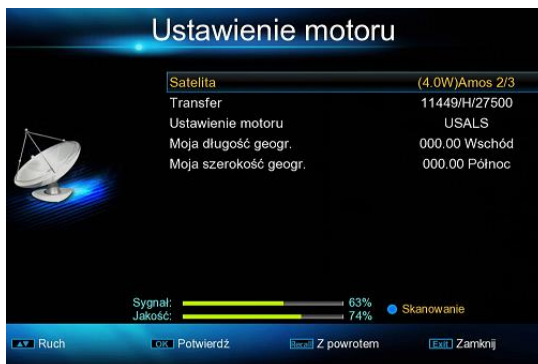 Ustawienie motoru
Satelita (4.0W)Amos 2/3
Transfer 11449/H/27500
Ustawienie motoru USALS
Moja długość geogr. 000.00 Wschód
Moja szerokość geogr. 000.00 Północ
Sygnał: 63%
Jakość: 74%
Skanowanie
Ruch OK Potwierdź Recall Z powrotem Exit Zamknij